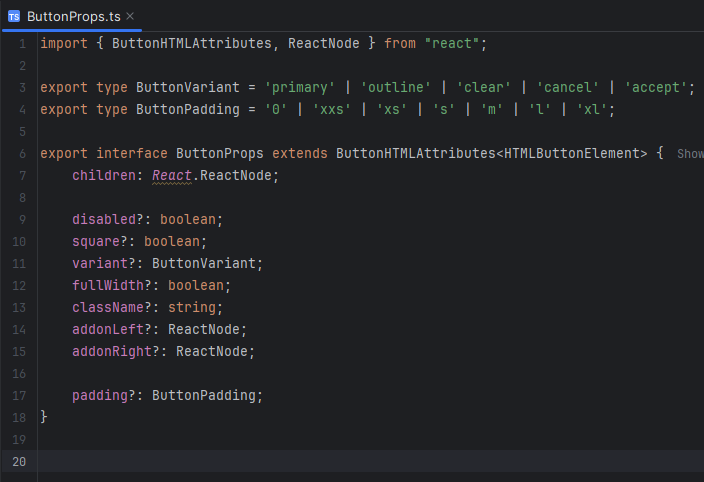 TS ButtonProps.ts ×
1 import { ButtonHTMLAttributes, ReactNode } from "react";
2
3 export type ButtonVariant = 'primary' | 'outline' | 'clear' | 'cancel' | 'accept';
4 export type ButtonPadding = '0' | 'xxs' | 'xs' | 's' | 'm' | 'l' | 'xl';
5
6 export interface ButtonProps extends ButtonHTMLAttributes<HTMLButtonElement> { Show
7     children: React.ReactNode;
8
9     disabled?: boolean;
10     square?: boolean;
11     variant?: ButtonVariant;
12     fullWidth?: boolean;
13     className?: string;
14     addonLeft?: ReactNode;
15     addonRight?: ReactNode;
16
17     padding?: ButtonPadding;
18 }
19
20